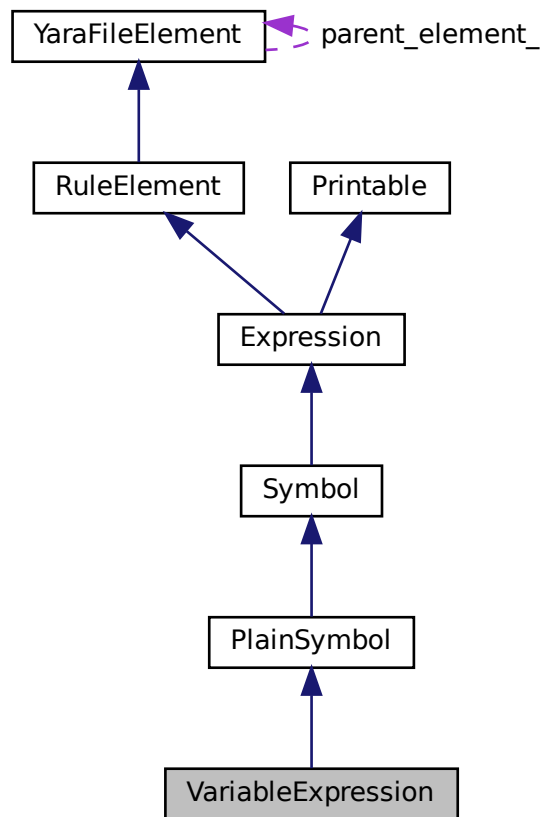 YaraFileElement
parent_element_
RuleElement
Printable
Expression
Symbol
PlainSymbol
VariableExpression